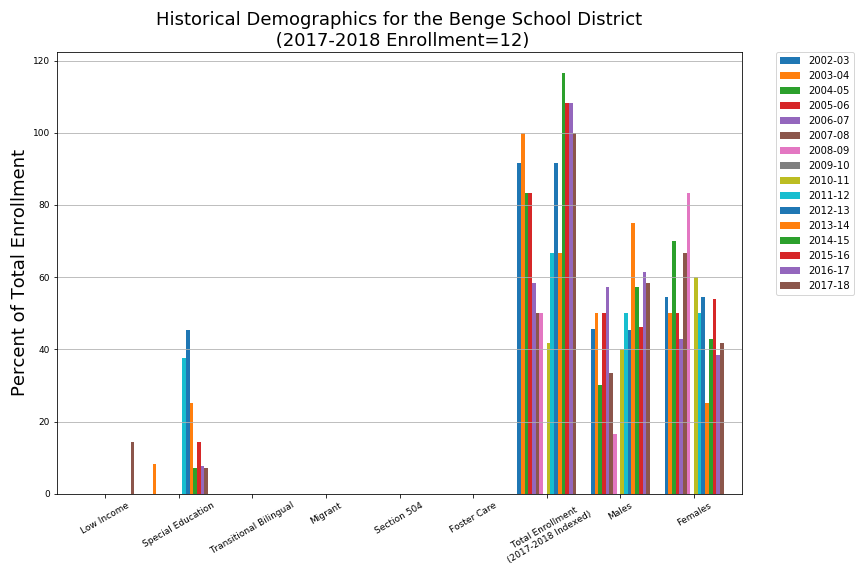 Historical Demographics for the Benge School District
(2017-2018 Enrollment=12)
Percent of Total Enrollment
120
100
80
60
40
20
0
Low Income
Special Education
Transitional Bilingual
Migrant
Section 504
Foster Care
Total Enrollment
(2017-2018 Indexed)
Males
Females
2002-03
2003-04
2004-05
2005-06
2006-07
2007-08
2008-09
2009-10
2010-11
2011-12
2012-13
2013-14
2014-15
2015-16
2016-17
2017-18